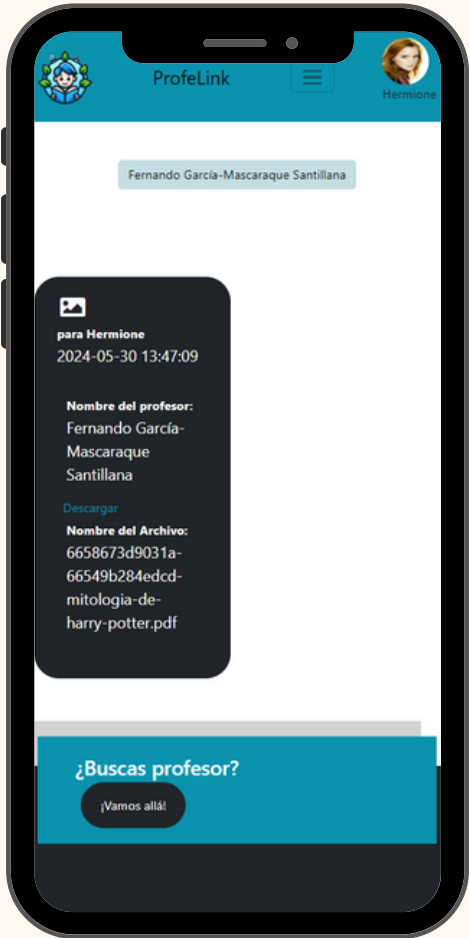 ProfeLink
Hermione
Fernando García-Mascaraque Santillana
para Hermione
2024-05-30 13:47:09
Nombre del profesor:
Fernando García-
Mascaraque
Santillana
Descargar
Nombre del Archivo:
6658673d9031a-
66549b284edcd-
mitologia-de-
harry-potter.pdf
¿Buscas profesor?
¡Vamos allá!